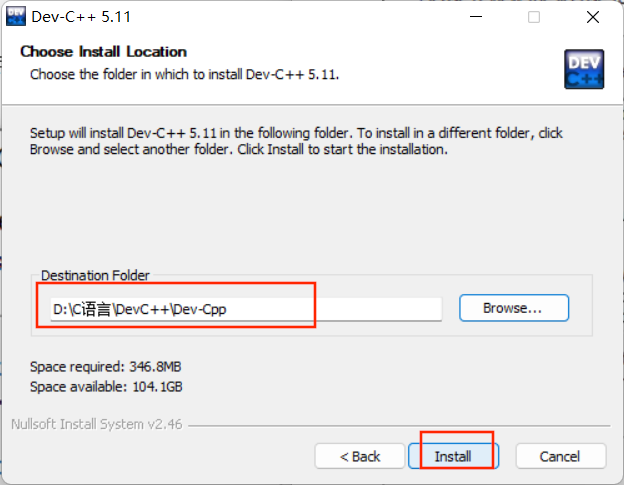 Dev-C++ 5.11
Choose Install Location
Choose the folder in which to install Dev-C++ 5.11.
DEV
C++
Setup will install Dev-C++ 5.11 in the following folder. To install in a different folder, click
Browse and select another folder. Click Install to start the installation.
Destination Folder
D:\C语言\DevC++\Dev-Cpp
Browse...
Space required: 346.8MB
Space available: 104.1GB
Nullsoft Install System v2.46
< Back
Install
Cancel